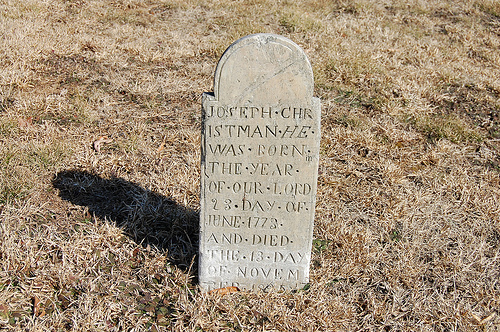 JOSEPH·CHR
ISTMAN·HE·
WAS·BORN·in
THE·YEAR·
OF·OUR·LORD
23·DAY·OF
JUNE·1773·
AND·DIED·
THE·13·DAY
OF·NOVEM